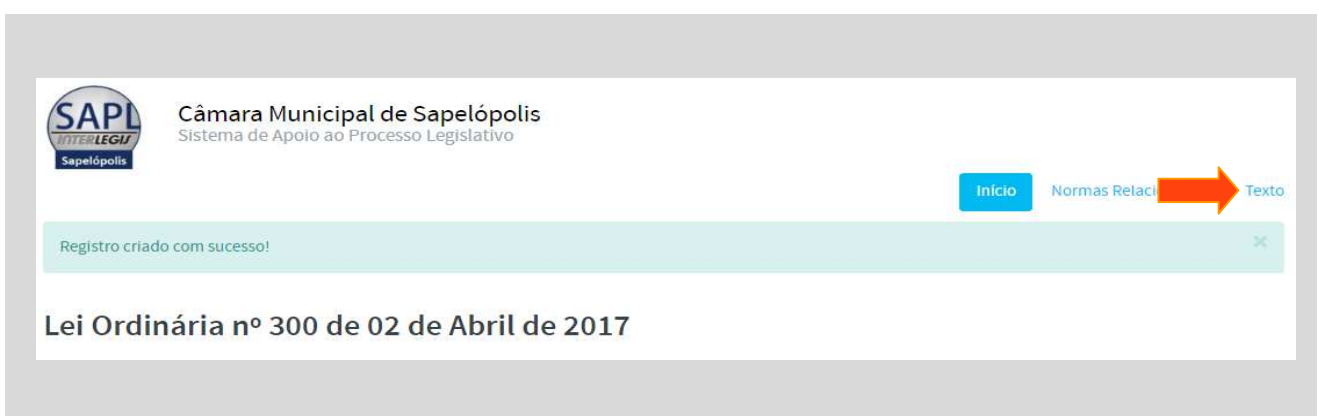 SAPL
INTERLEGIS
Sapelópolis
Câmara Municipal de Sapelópolis
Sistema de Apoio ao Processo Legislativo
Início Normas Texto
Registro criado com sucesso!
×
Lei Ordinária nº 300 de 02 de Abril de 2017